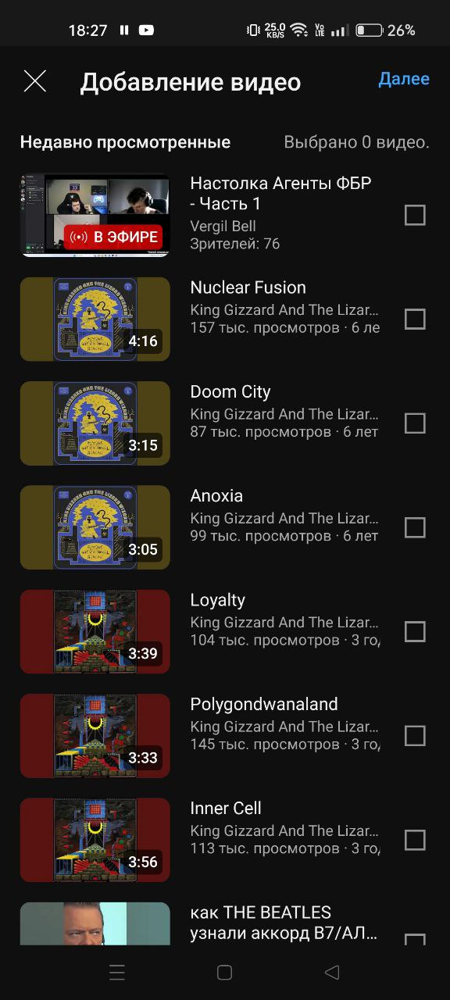 18:27
25.0 KB/S
Vo LTE
26%
Добавление видео
Далее
Недавно просмотренные
Выбрано 0 видео.
В ЭФИРЕ
Настолка Агенты ФБР
- Часть 1
Vergil Bell
Зрителей: 76
4:16
Nuclear Fusion
King Gizzard And The Lizar...
157 тыс. просмотров · 6 ле
3:15
Doom City
King Gizzard And The Lizar...
87 тыс. просмотров · 6 лет
3:05
Anoxia
King Gizzard And The Lizar...
99 тыс. просмотров · 6 лет
3:39
Loyalty
King Gizzard And The Lizar...
104 тыс. просмотров · 3 го
3:33
Polygondwanaland
King Gizzard And The Lizar...
145 тыс. просмотров · 3 го
3:56
Inner Cell
King Gizzard And The Lizar...
113 тыс. просмотров · 3 го
как THE BEATLES
узнали аккорд B7/АЛ...